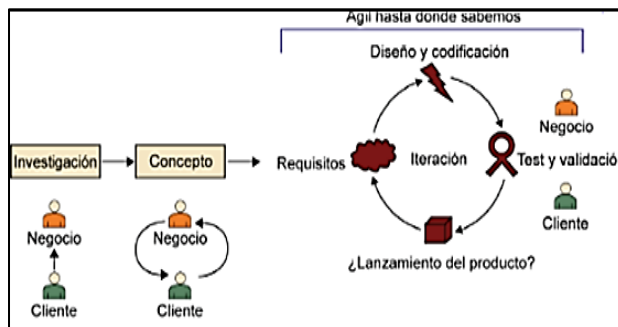 Agil hasta donde sabemos
Diseño y codificación
Investigación
Concepto
Requisitos
Iteración
Test y validació
Negocio
Cliente
Negocio
Cliente
Negocio
Cliente
¿Lanzamiento del producto?